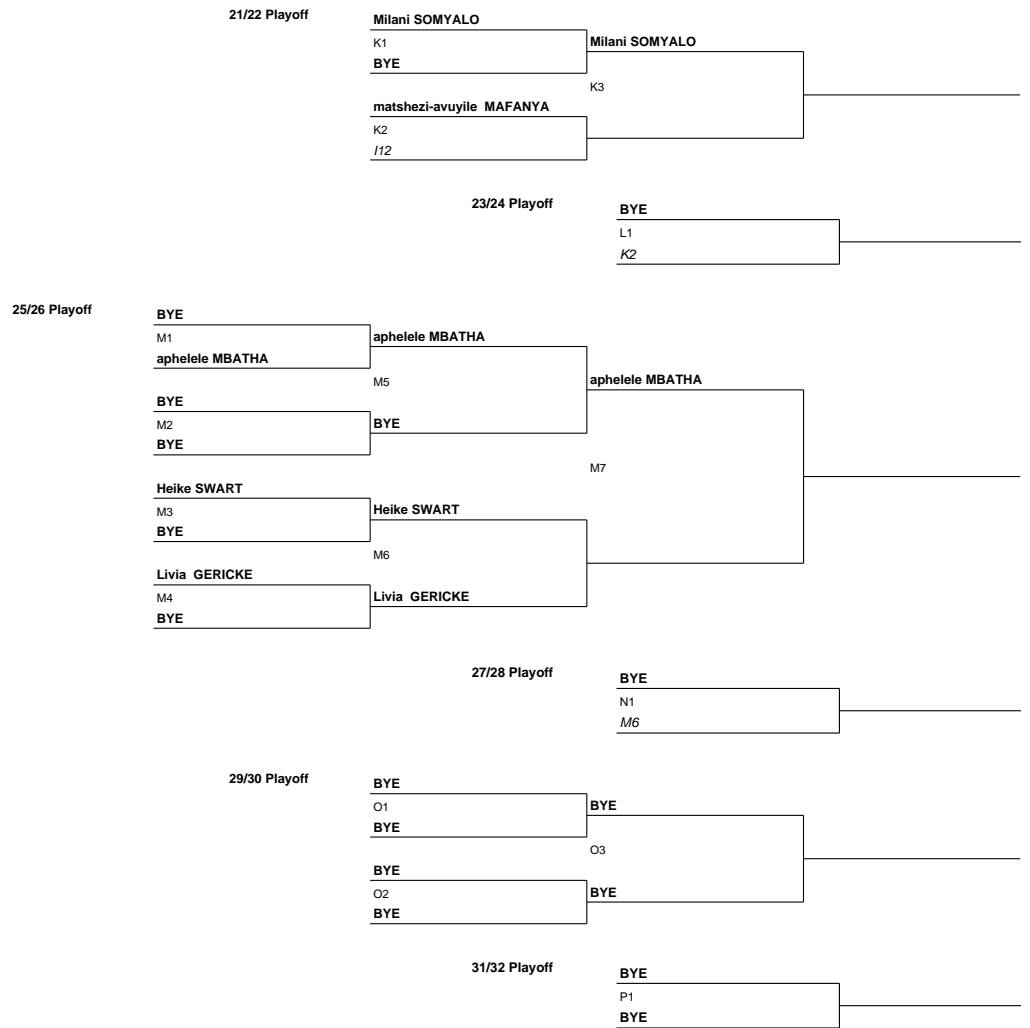 21/22 Playoff
Milani SOMYALO
K1
BYE
Milani SOMYALO
K3
matshezi-avuyile  MAFANYA
K2
I12
23/24 Playoff
BYE
L1
K2
25/26 Playoff
BYE
M1
aphelele MBATHA
aphelele MBATHA
M5
BYE
M2
BYE
BYE
aphelele MBATHA
M7
Heike SWART
M3
BYE
Heike SWART
M6
Livia  GERICKE
M4
BYE
Livia  GERICKE
27/28 Playoff
BYE
N1
M6
29/30 Playoff
BYE
O1
BYE
BYE
O3
BYE
O2
BYE
BYE
31/32 Playoff
BYE
P1
BYE